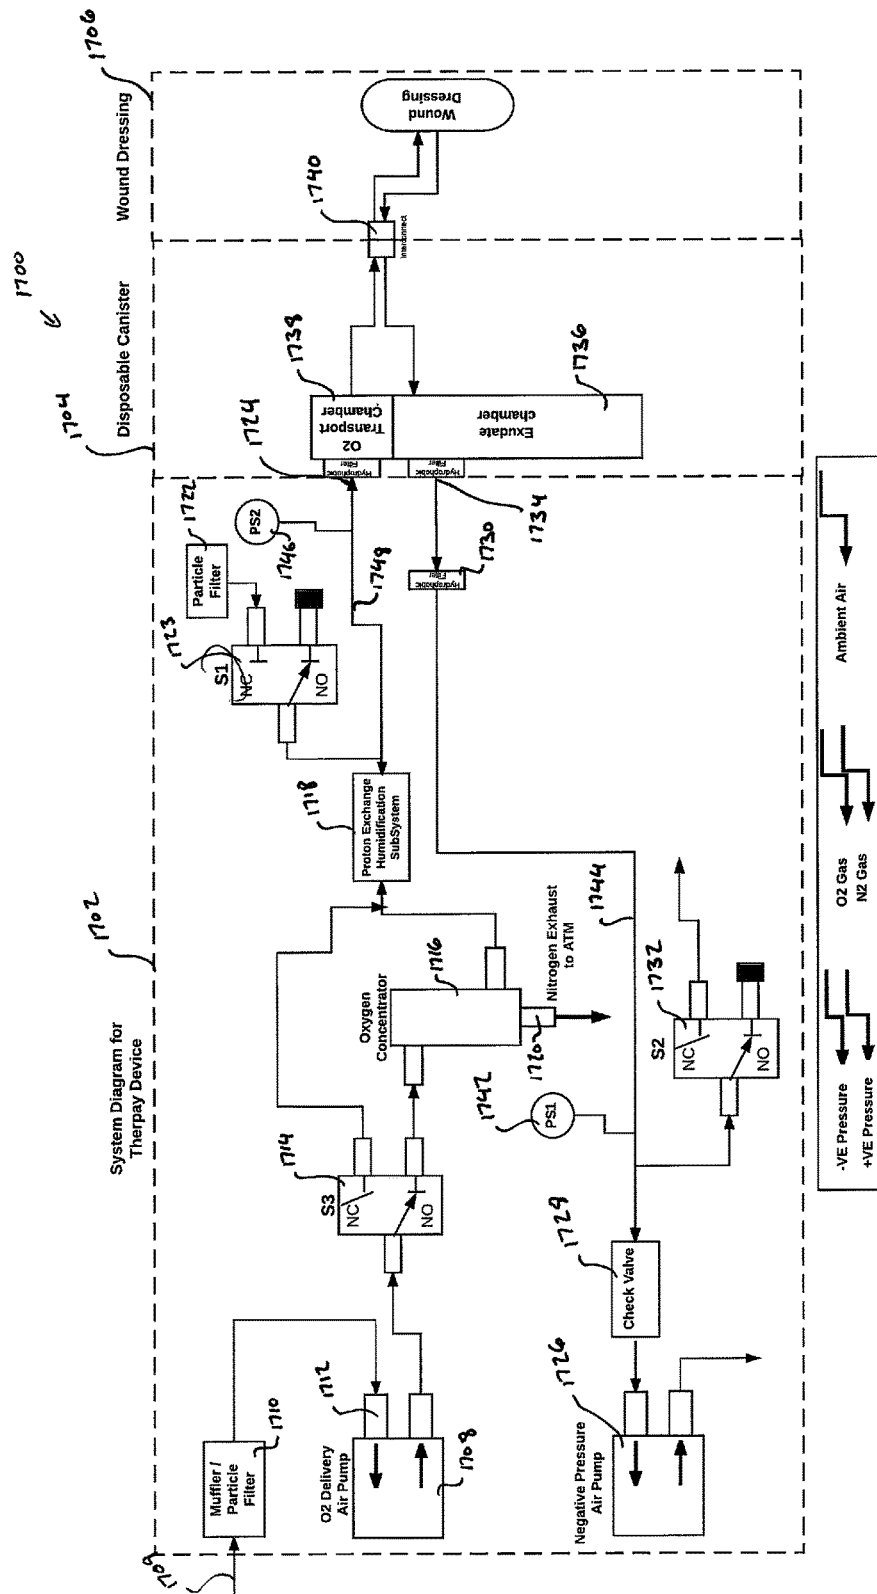 1700
1702
1704
1706
System Diagram for
Therpay Device
Disposable Canister
Wound Dressing
1709
Muffler /
Particle
Filter
1710
O2 Delivery
Air Pump
1712
1708
S3
NC
NO
1714
Oxygen
Concentrator
1716
1720
Nitrogen Exhaust
to ATM
Proton Exchange
Humidification
SubSystem
1718
S1
NC
NO
1723
Particle
Filter
1722
PS2
1746
1748
1724
Hydrophobic
Filter
O2
Transport
Chamber
1738
Exudate
chamber
1736
Hydrophobic
Filter
1734
Hydrophobic
Filter
1730
Interconnect
1740
Wound
Dressing
Negative Pressure
Air Pump
1726
Check Valve
1729
PS1
1742
1744
S2
NC
NO
1732
-VE Pressure
+VE Pressure
O2 Gas
N2 Gas
Ambient Air